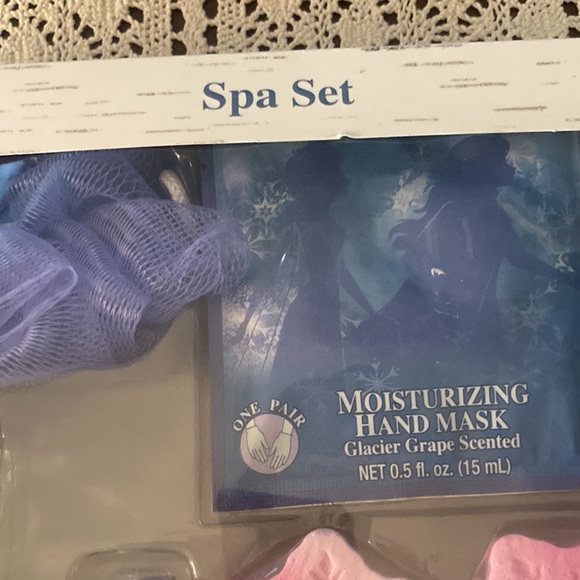 Spa Set
ONE PAIR
MOISTURIZING
HAND MASK
Glacier Grape Scented
NET 0.5 fl. oz. (15 mL)